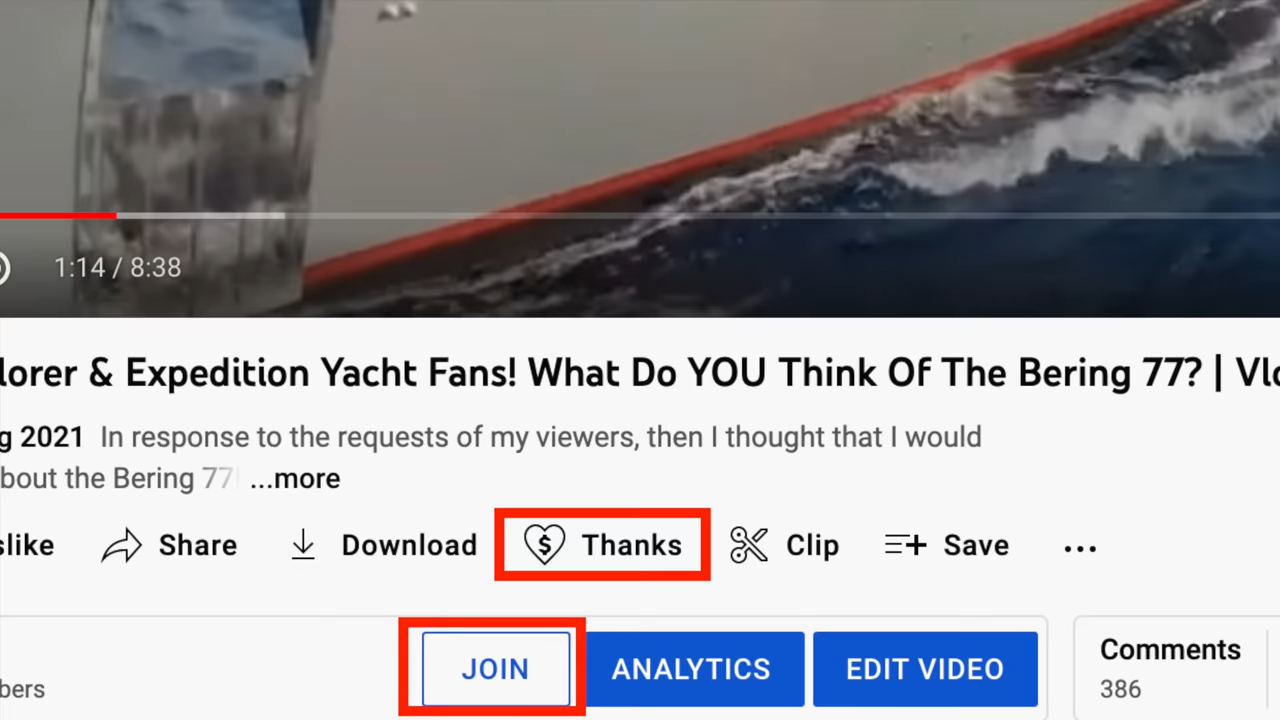 1:14 / 8:38
lorer & Expedition Yacht Fans! What Do YOU Think Of The Bering 77? | Vlo
g 2021 In response to the requests of my viewers, then I thought that I would
bout the Bering 77! ...more
slike Share Download $ Thanks Clip Save ...
JOIN ANALYTICS EDIT VIDEO Comments
bers 386